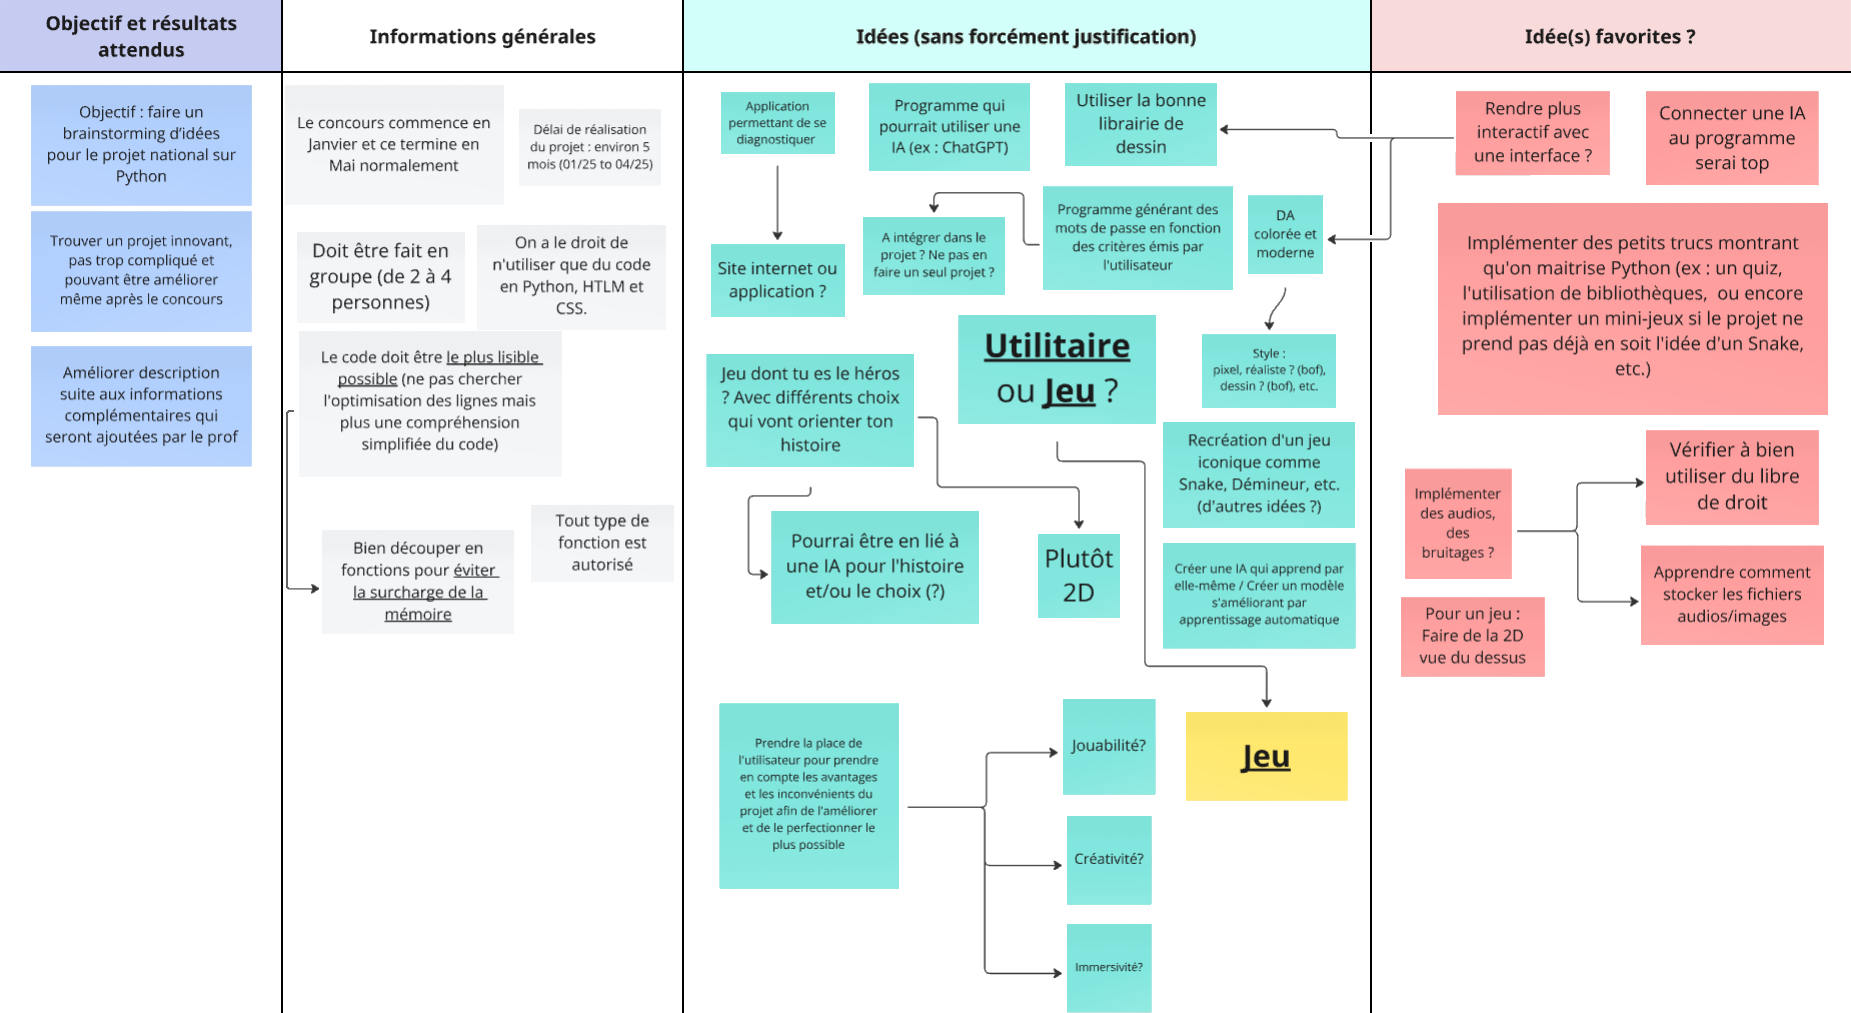 Objectif et résultats
attendus
Informations générales
Idées (sans forcément justification)
Idée(s) favorites ?
Objectif : faire un
brainstorming d'idées
pour le projet national sur
Python
Trouver un projet innovant,
pas trop compliqué et
pouvant être améliorer
même après le concours
Améliorer description
suite aux informations
complémentaires qui
seront ajoutées par le prof
Le concours commence en
Janvier et ce termine en
Mai normalement
Délai de réalisation
du projet : environ 5
mois (01/25 to 04/25)
Doit être fait en
groupe (de 2 à 4
personnes)
On a le droit de
n'utiliser que du code
en Python, HTLM et
CSS.
Le code doit être le plus lisible
possible (ne pas chercher
l'optimisation des lignes mais
plus une compréhension
simplifiée du code)
Tout type de
fonction est
autorisé
Bien découper en
fonctions pour éviter
la surcharge de la
mémoire
Application
permettant de se
diagnostiquer
Programme qui
pourrait utiliser une
IA (ex : ChatGPT)
Utiliser la bonne
librairie de
dessin
Site internet ou
application ?
A intégrer dans le
projet ? Ne pas en
faire un seul projet ?
Programme générant des
mots de passe en fonction
des critères émis par
l'utilisateur
DA
colorée et
moderne
Utilitaire
ou Jeu ?
Style :
pixel, réaliste ? (bof),
dessin ? (bof), etc.
Jeu dont tu es le héros
? Avec différents choix
qui vont orienter ton
histoire
Recréation d'un jeu
iconique comme
Snake, Démineur, etc.
(d'autres idées ?)
Pourrai être en lié à
une IA pour l'histoire
et/ou le choix (?)
Plutôt
2D
Créer une IA qui apprend par
elle-même / Créer un modèle
s'améliorant par
apprentissage automatique
Prendre la place de
l'utilisateur pour prendre
en compte les avantages
et les inconvénients du
projet afin de l'améliorer
et de le perfectionner le
plus possible
Jouabilité?
Créativité?
Immersivité?
Jeu
Rendre plus
interactif avec
une interface ?
Connecter une IA
au programme
serai top
Implémenter des petits trucs montrant
qu'on maitrise Python (ex : un quiz,
l'utilisation de bibliothèques, ou encore
implémenter un mini-jeux si le projet ne
prend pas déjà en soit l'idée d'un Snake,
etc.)
Implémenter
des audios,
des
bruitages ?
Vérifier à bien
utiliser du libre
de droit
Apprendre comment
stocker les fichiers
audios/images
Pour un jeu :
Faire de la 2D
vue du dessus